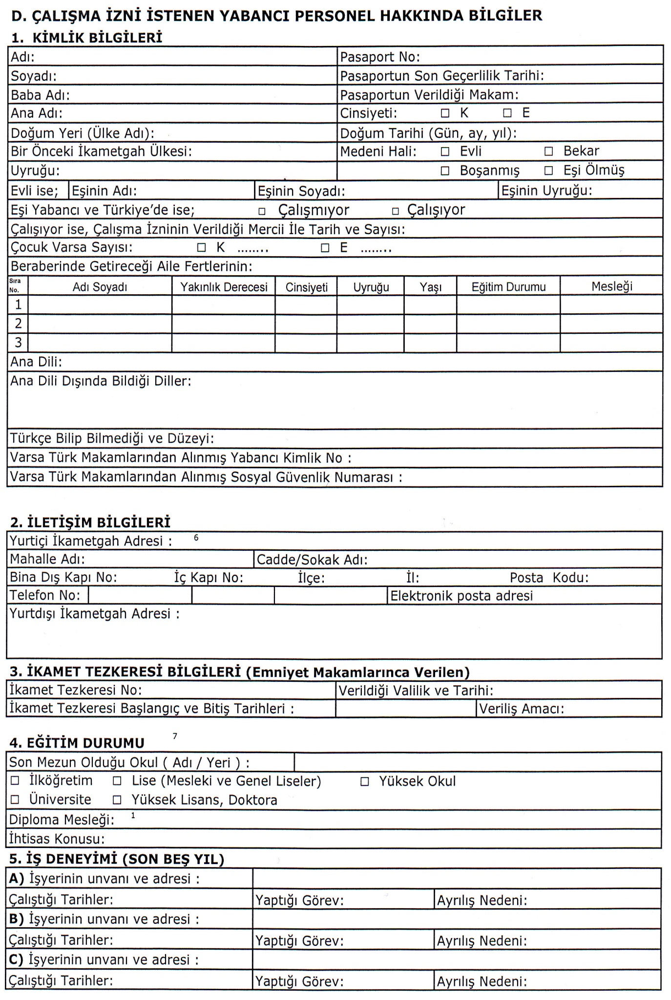 D. ÇALIŞMA İZNİ İSTENEN YABANCI PERSONEL HAKKINDA BİLGİLER
1. KİMLİK BİLGİLERİ
Adı: Pasaport No:
Soyadı: Pasaportun Son Geçerlilik Tarihi:
Baba Adı: Pasaportun Verildiği Makam:
Ana Adı: Cinsiyeti: □ K □ E
Doğum Yeri (Ülke Adı): Doğum Tarihi (Gün, ay, yıl):
Bir Önceki İkametgah Ülkesi: Medeni Hali: □ Evli □ Bekar
Uyruğu: □ Boşanmış □ Eşi Ölmüş
Evli ise; Eşinin Adı: Eşinin Soyadı: Eşinin Uyruğu:
Eşi Yabancı ve Türkiye’de ise; □ Çalışmıyor □ Çalışıyor
Çalışıyor ise, Çalışma İzninin Verildiği Mercii İle Tarih ve Sayısı:
Çocuk Varsa Sayısı: □ K ........ □ E ........
Beraberinde Getireceği Aile Fertlerinin:
Sıra No. Adı Soyadı Yakınlık Derecesi Cinsiyeti Uyruğu Yaşı Eğitim Durumu Mesleği
1
2
3
Ana Dili:
Ana Dili Dışında Bildiği Diller:
Türkçe Bilip Bilmediği ve Düzeyi:
Varsa Türk Makamlarından Alınmış Yabancı Kimlik No :
Varsa Türk Makamlarından Alınmış Sosyal Güvenlik Numarası :
2. İLETİŞİM BİLGİLERİ
Yurtiçi İkametgah Adresi : 6
Mahalle Adı: Cadde/Sokak Adı:
Bina Dış Kapı No: İç Kapı No: İlçe: İl: Posta Kodu:
Telefon No: Elektronik posta adresi
Yurtdışı İkametgah Adresi :
3. İKAMET TEZKERESİ BİLGİLERİ (Emniyet Makamlarınca Verilen)
İkamet Tezkeresi No: Verildiği Valilik ve Tarihi:
İkamet Tezkeresi Başlangıç ve Bitiş Tarihleri : Veriliş Amacı:
4. EĞİTİM DURUMU 7
Son Mezun Olduğu Okul ( Adı / Yeri ) :
□ İlköğretim □ Lise (Mesleki ve Genel Liseler) □ Yüksek Okul
□ Üniversite □ Yüksek Lisans, Doktora
Diploma Mesleği: 1
İhtisas Konusu:
5. İŞ DENEYİMİ (SON BEŞ YIL)
A) İşyerinin unvanı ve adresi :
Çalıştığı Tarihler: Yaptığı Görev: Ayrılış Nedeni:
B) İşyerinin unvanı ve adresi :
Çalıştığı Tarihler: Yaptığı Görev: Ayrılış Nedeni:
C) İşyerinin unvanı ve adresi :
Çalıştığı Tarihler: Yaptığı Görev: Ayrılış Nedeni: